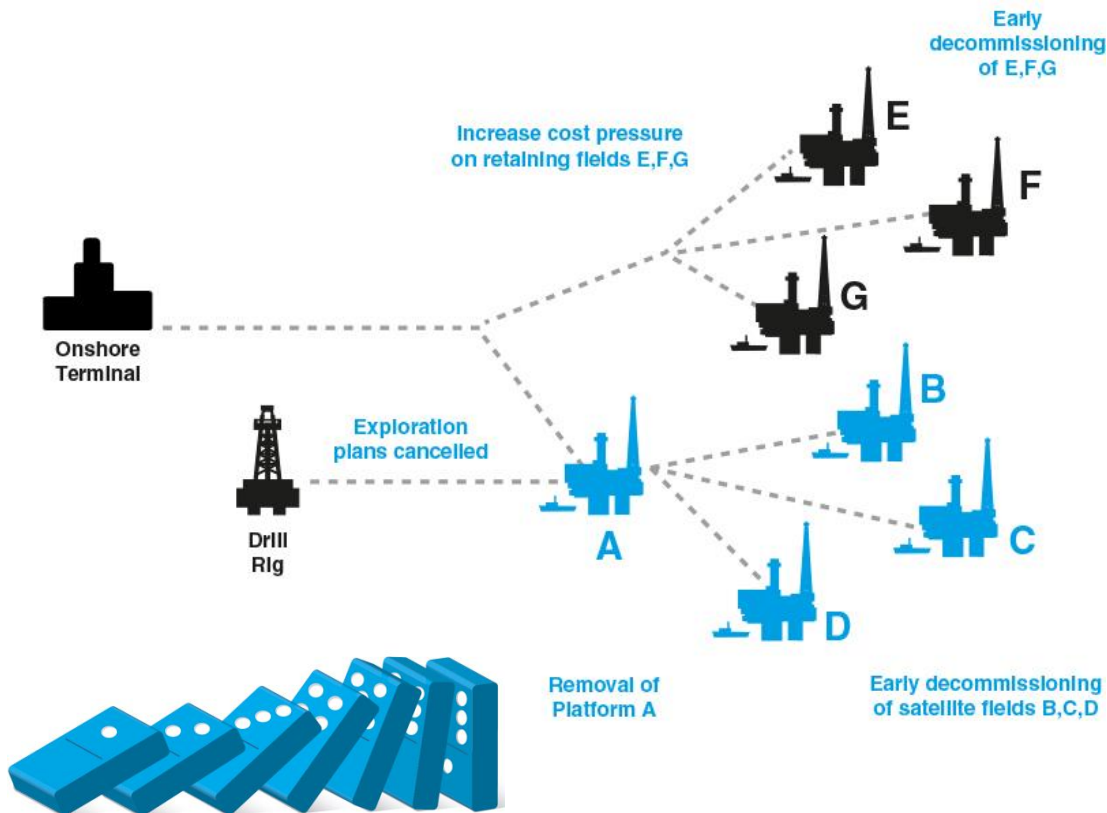 Early
decommissioning
of E,F,G
Increase cost pressure
on retaining fields E,F,G
E
F
G
Onshore
Terminal
B
Exploration
plans cancelled
Drill
Rig
A
C
D
Removal of
Platform A
Early decommissioning
of satellite fields B,C,D